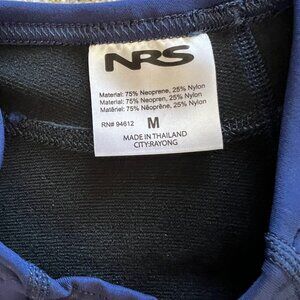 NRS
Material: 75% Neoprene, 25% Nylon
Material: 75% Neopren, 25% Nylon
Matériel: 75% Néoprène, 25% Nylon
RN# 94612 M
MADE IN THAILAND
CITY:RAYONG